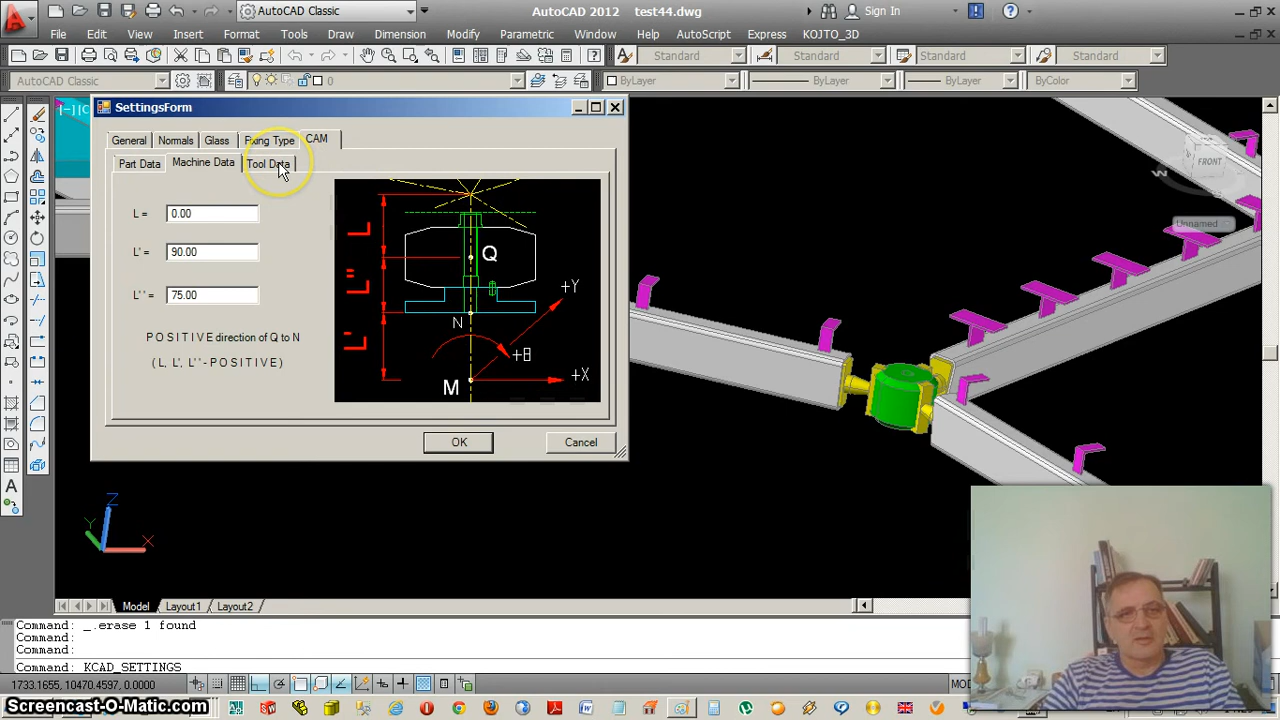 AutoCAD Classic
AutoCAD 2012 test44.dwg
Sign In
File Edit View Insert Format Tools Draw Dimension Modify Parametric Window Help AutoScript Express KOJTO_3D
Standard Standard Standard Standard
AutoCAD Classic 0 ByLayer ByLayer ByLayer ByColor
SettingsForm
General Normals Glass Fixing Type CAM
Part Data Machine Data Tool Data
L = 0.00
L' = 90.00
L'' = 75.00
POSITIVE direction of Q to N
(L, L', L'' - POSITIVE)
L
Q
L"
+Y
N
L'
+θ
+X
M
OK Cancel
FRONT
W
Unnamed
Z
Y
X
Model Layout1 Layout2
Command: _.erase 1 found
Command:
Command:
Command: KCAD_SETTINGS
1733.1655, 10470.4597, 0.0000
Screencast-O-Matic.com